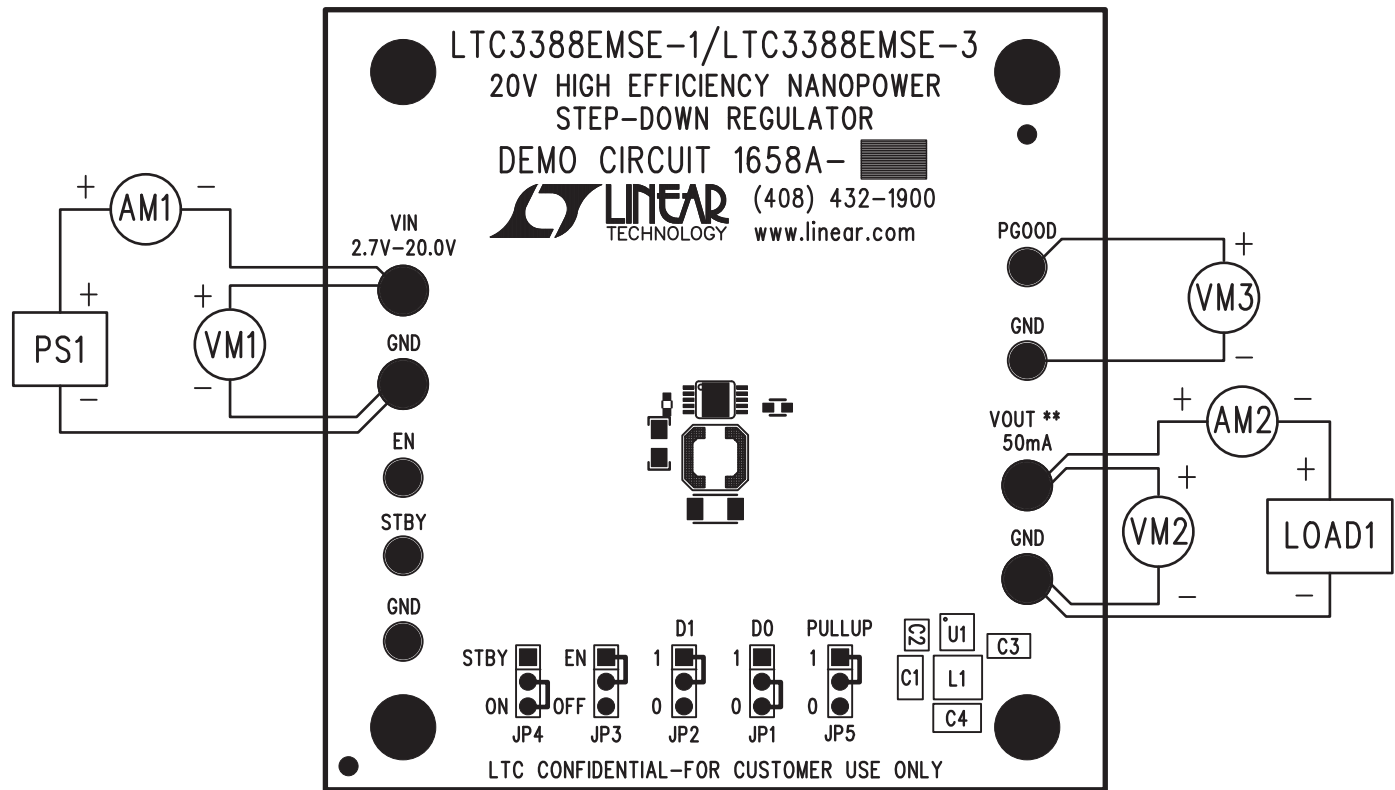 LTC3388EMSE-1/LTC3388EMSE-3
20V HIGH EFFICIENCY NANOPOWER
STEP-DOWN REGULATOR
DEMO CIRCUIT 1658A-
LINEAR
TECHNOLOGY
(408) 432-1900
www.linear.com
+ AM1 -
VIN
2.7V-20.0V
+
PS1
-
+
VM1
-
GND
EN
STBY
GND
PGOOD
+
VM3
-
GND
VOUT **
50mA
+ AM2 -
+
VM2
-
+
LOAD1
-
GND
STBY
ON
JP4
EN
OFF
JP3
D1
1
0
JP2
D0
1
0
JP1
PULLUP
1
0
JP5
C2
U1
C3
C1
L1
C4
LTC CONFIDENTIAL-FOR CUSTOMER USE ONLY